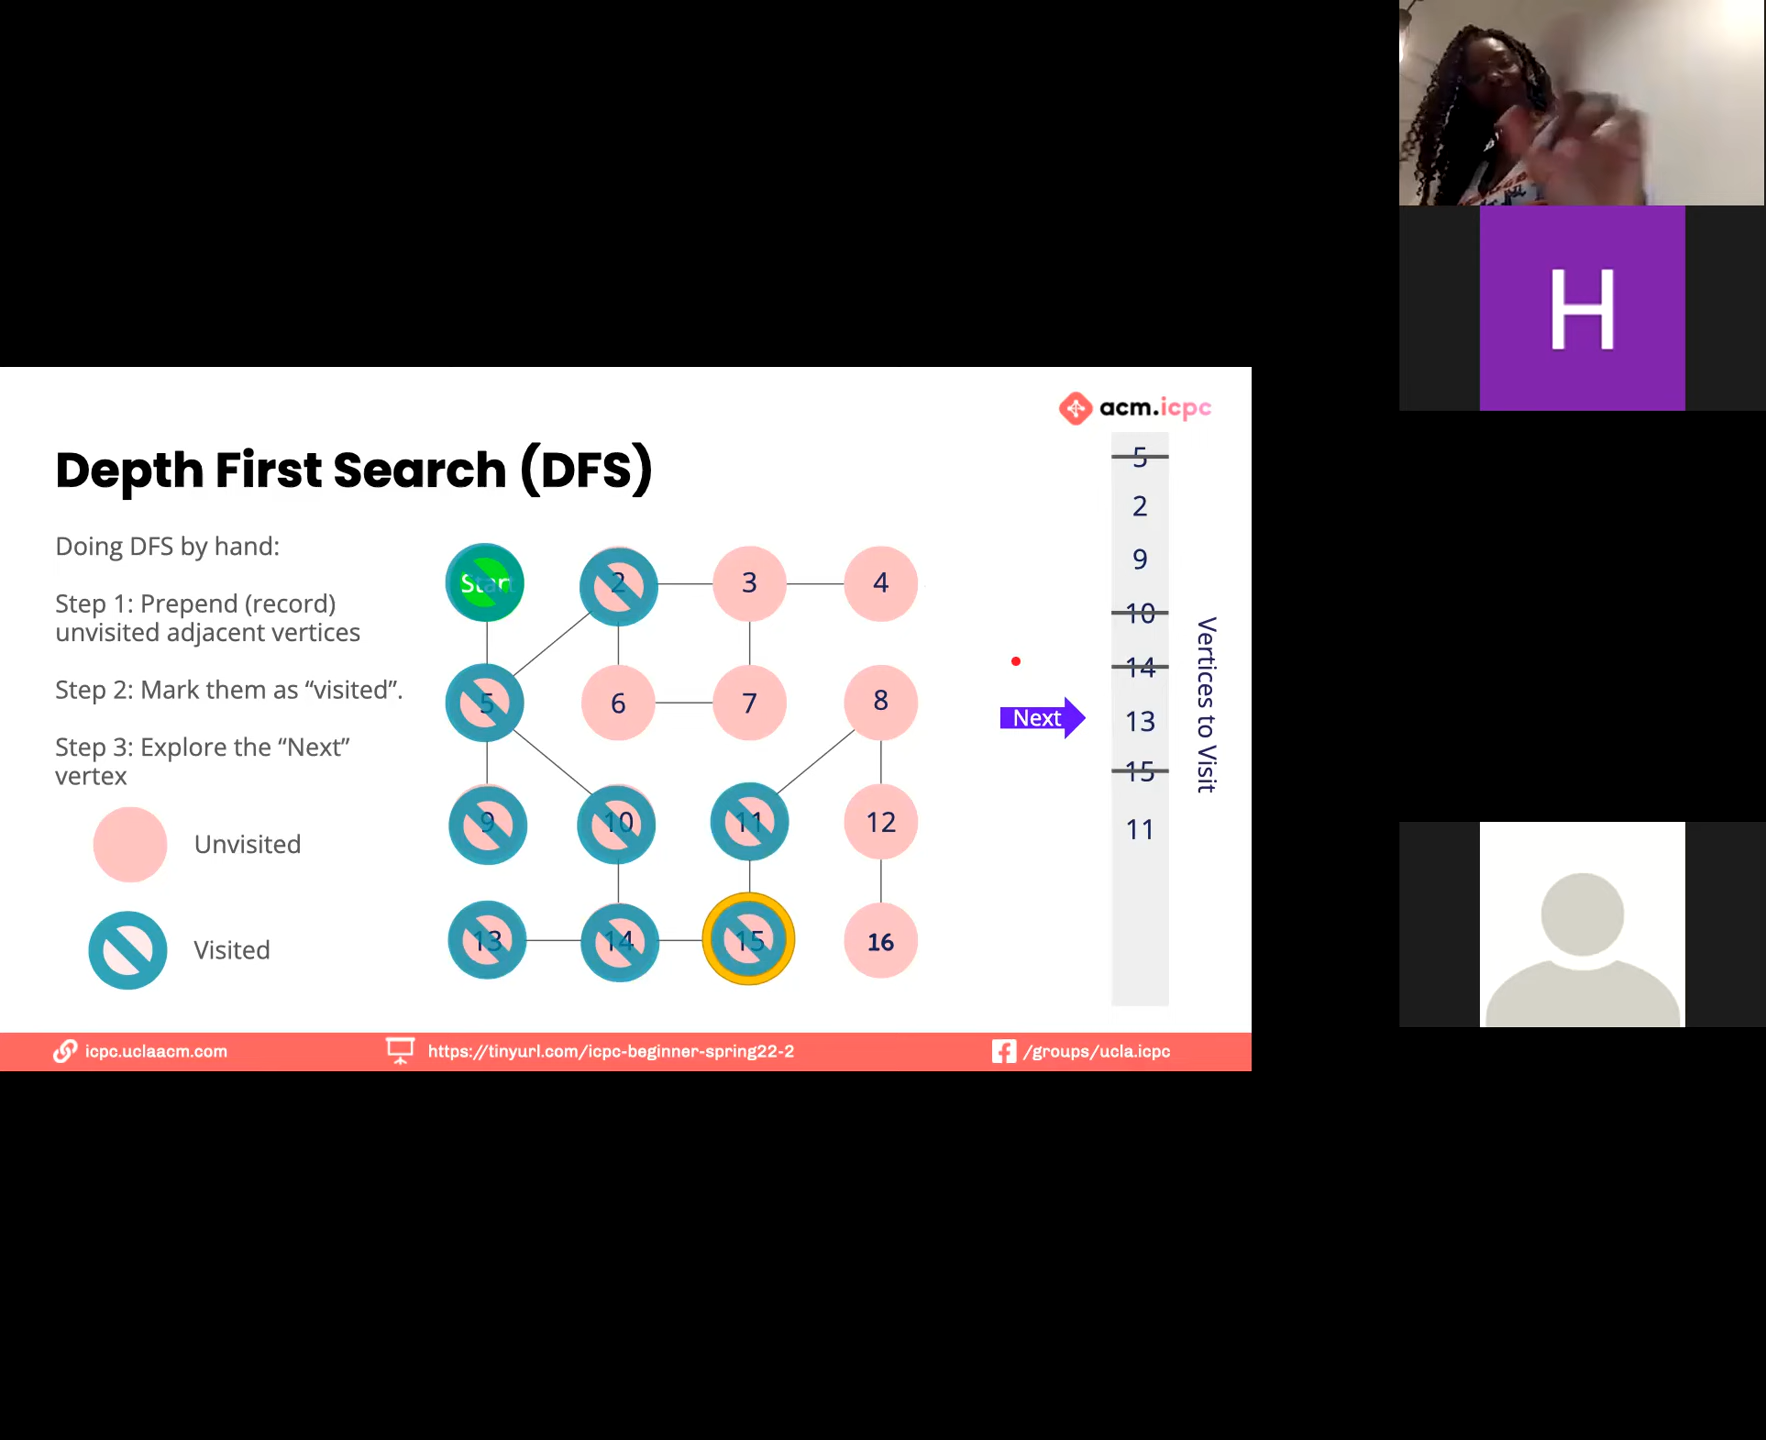 H
acm.icpc
Depth First Search (DFS)
Doing DFS by hand:
Step 1: Prepend (record)
unvisited adjacent vertices
Step 2: Mark them as “visited”.
Step 3: Explore the “Next”
vertex
Unvisited
Visited
Start
2
3
4
5
6
7
8
9
10
11
12
13
14
15
16
Next
5
2
9
10
14
13
15
11
Vertices to Visit
icpc.uclaacm.com
https://tinyurl.com/icpc-beginner-spring22-2
/groups/ucla.icpc